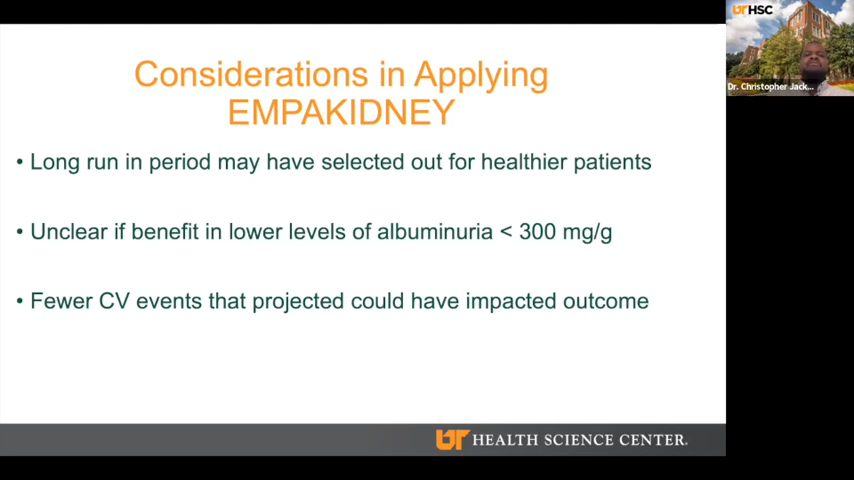 Considerations in Applying
EMPAKIDNEY
• Long run in period may have selected out for healthier patients
• Unclear if benefit in lower levels of albuminuria < 300 mg/g
• Fewer CV events that projected could have impacted outcome
UT HEALTH SCIENCE CENTER.
UTHSC
Dr. Christopher Jack...